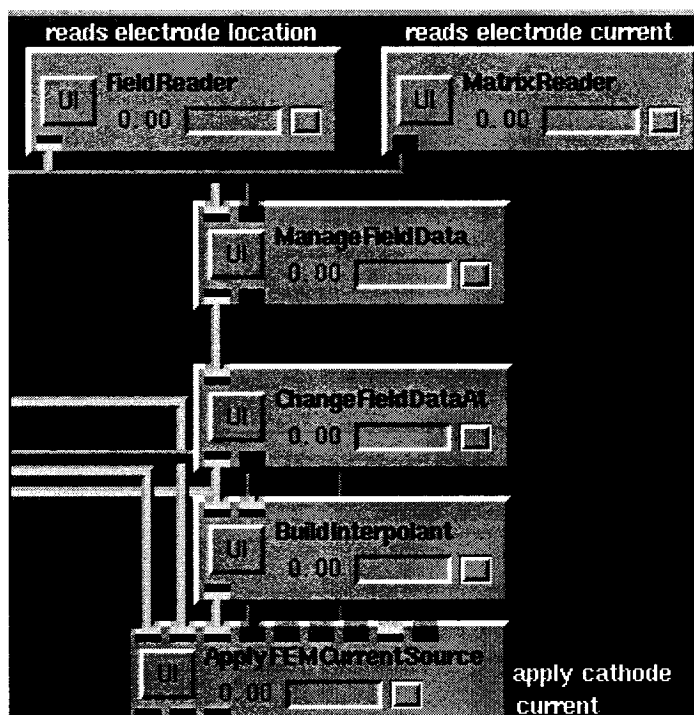 reads electrode location
reads electrode current
FieldReader
UI
0.00
MatrixReader
UI
0.00
ManageFieldData
UI
0.00
ChangeFieldDataAt
UI
0.00
BuildInterpolant
UI
0.00
ApplyFEMCurrentSource
UI
0.00
apply cathode
current